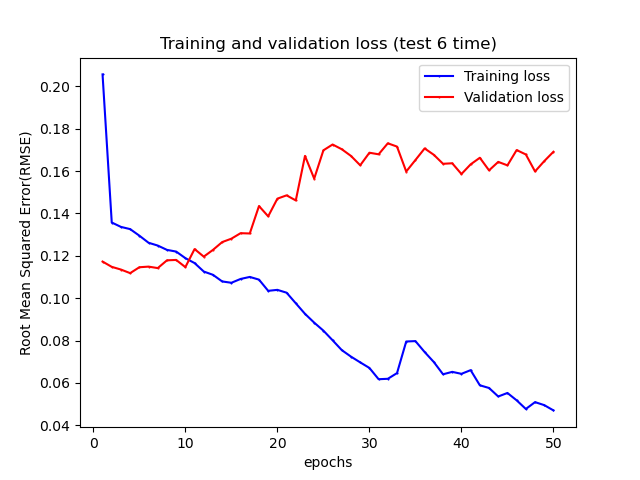 Training and validation loss (test 6 time)
Training loss
Validation loss
Root Mean Squared Error(RMSE)
0.20
0.18
0.16
0.14
0.12
0.10
0.08
0.06
0.04
0 10 20 30 40 50
epochs